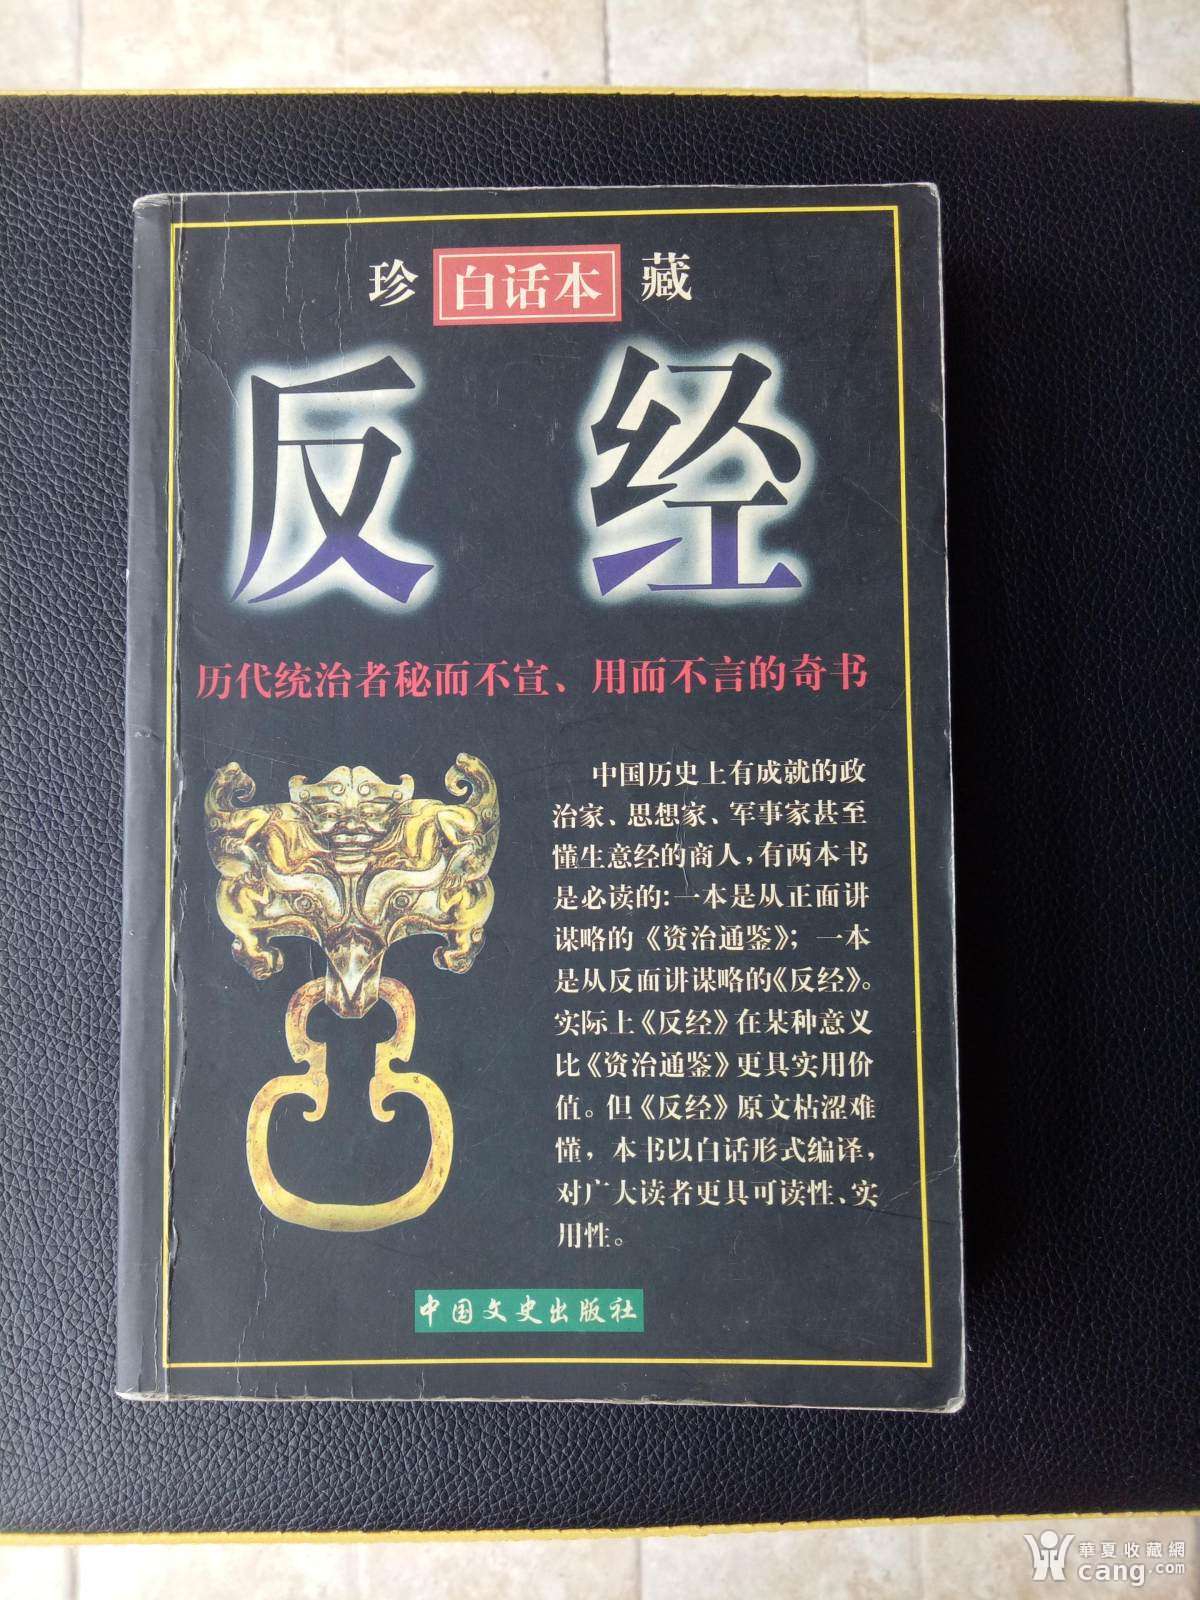 珍 白话本 藏
反 经
历代统治者秘而不宣、用而不言的奇书
中国历史上有成就的政
治家、思想家、军事家甚至
懂生意经的商人，有两本书
是必读的：一本是从正面讲
谋略的《资治通鉴》；一本
是从反面讲谋略的《反经》。
实际上《反经》在某种意义
比《资治通鉴》更具实用价
值。但《反经》原文枯涩难
懂，本书以白话形式编译，
对广大读者更具可读性、实
用性。
中国文史出版社
華夏收藏網
cang.com